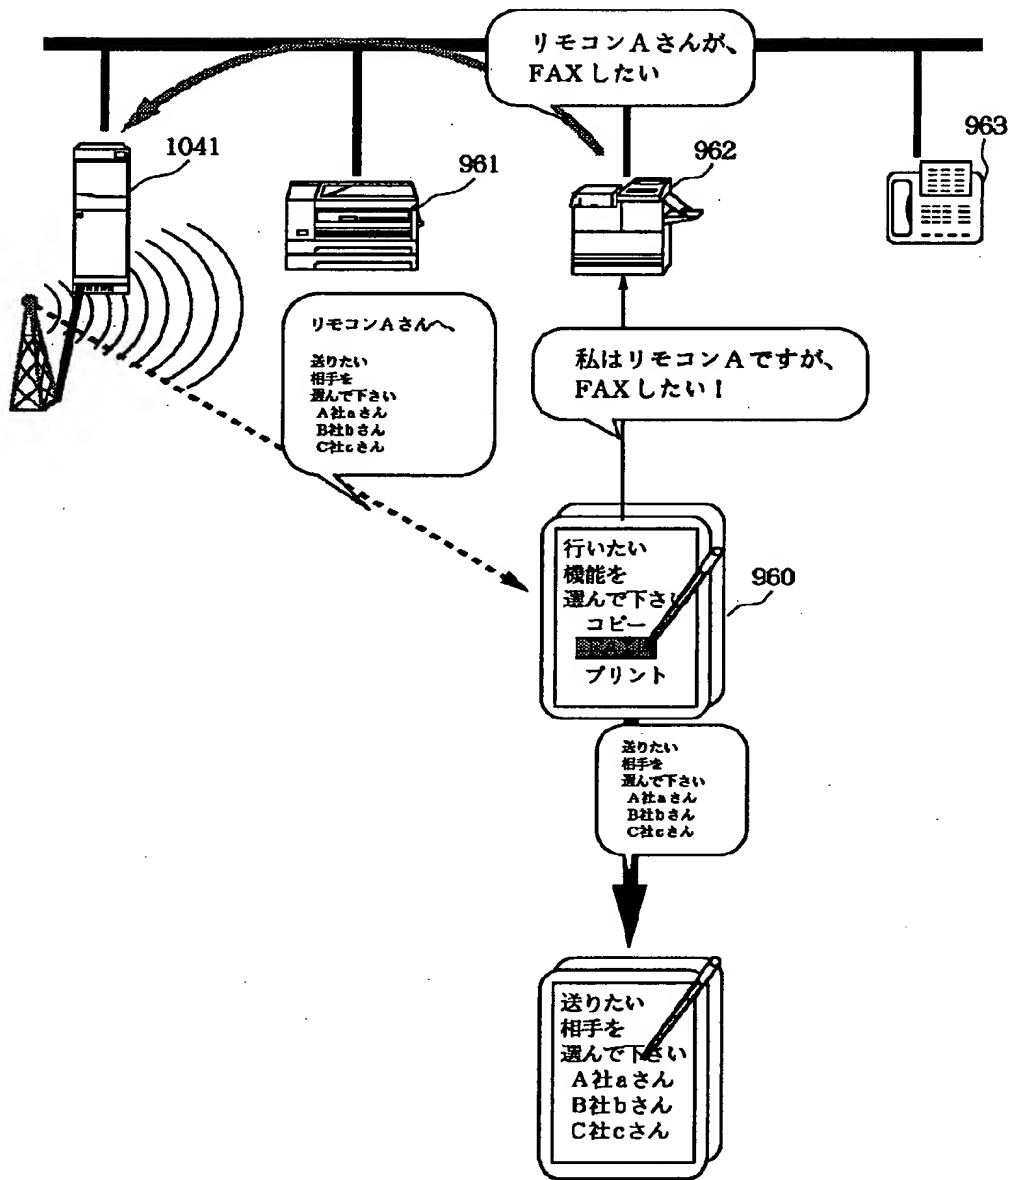 リモコンAさんが、
FAXしたい
1041
961
962
963
リモコンAさんへ、
送りたい
相手を
選んで下さい
A社aさん
B社bさん
C社cさん
私はリモコンAですが、
FAXしたい！
行いたい
機能を
選んで下さい
コピー
プリント
960
送りたい
相手を
選んで下さい
A社aさん
B社bさん
C社cさん
送りたい
相手を
選んで下さい
A社aさん
B社bさん
C社cさん